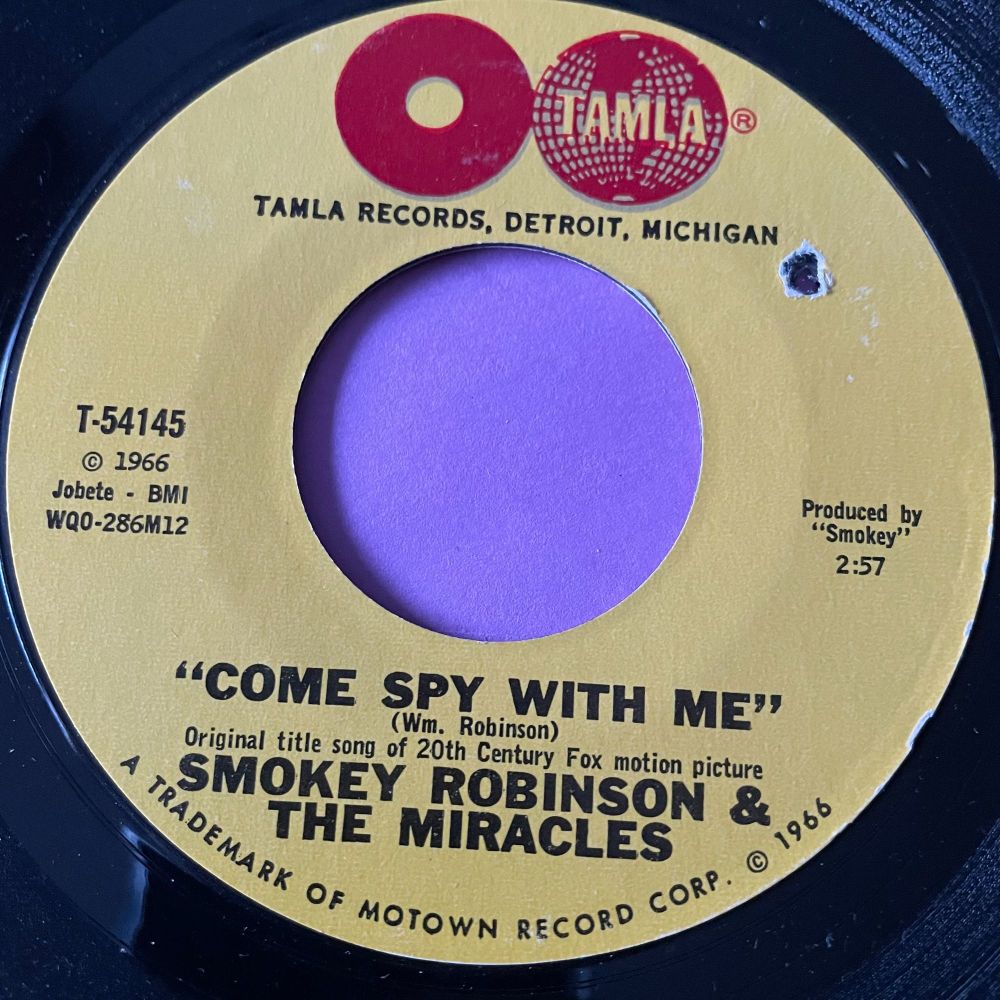 TAMLA®
TAMLA RECORDS, DETROIT, MICHIGAN
T-54145
© 1966
Jobete - BMI
WQO-286M12
Produced by
"Smokey"
2:57
"COME SPY WITH ME"
(Wm. Robinson)
Original title song of 20th Century Fox motion picture
SMOKEY ROBINSON &
THE MIRACLES
A TRADEMARK OF MOTOWN RECORD CORP. © 1966